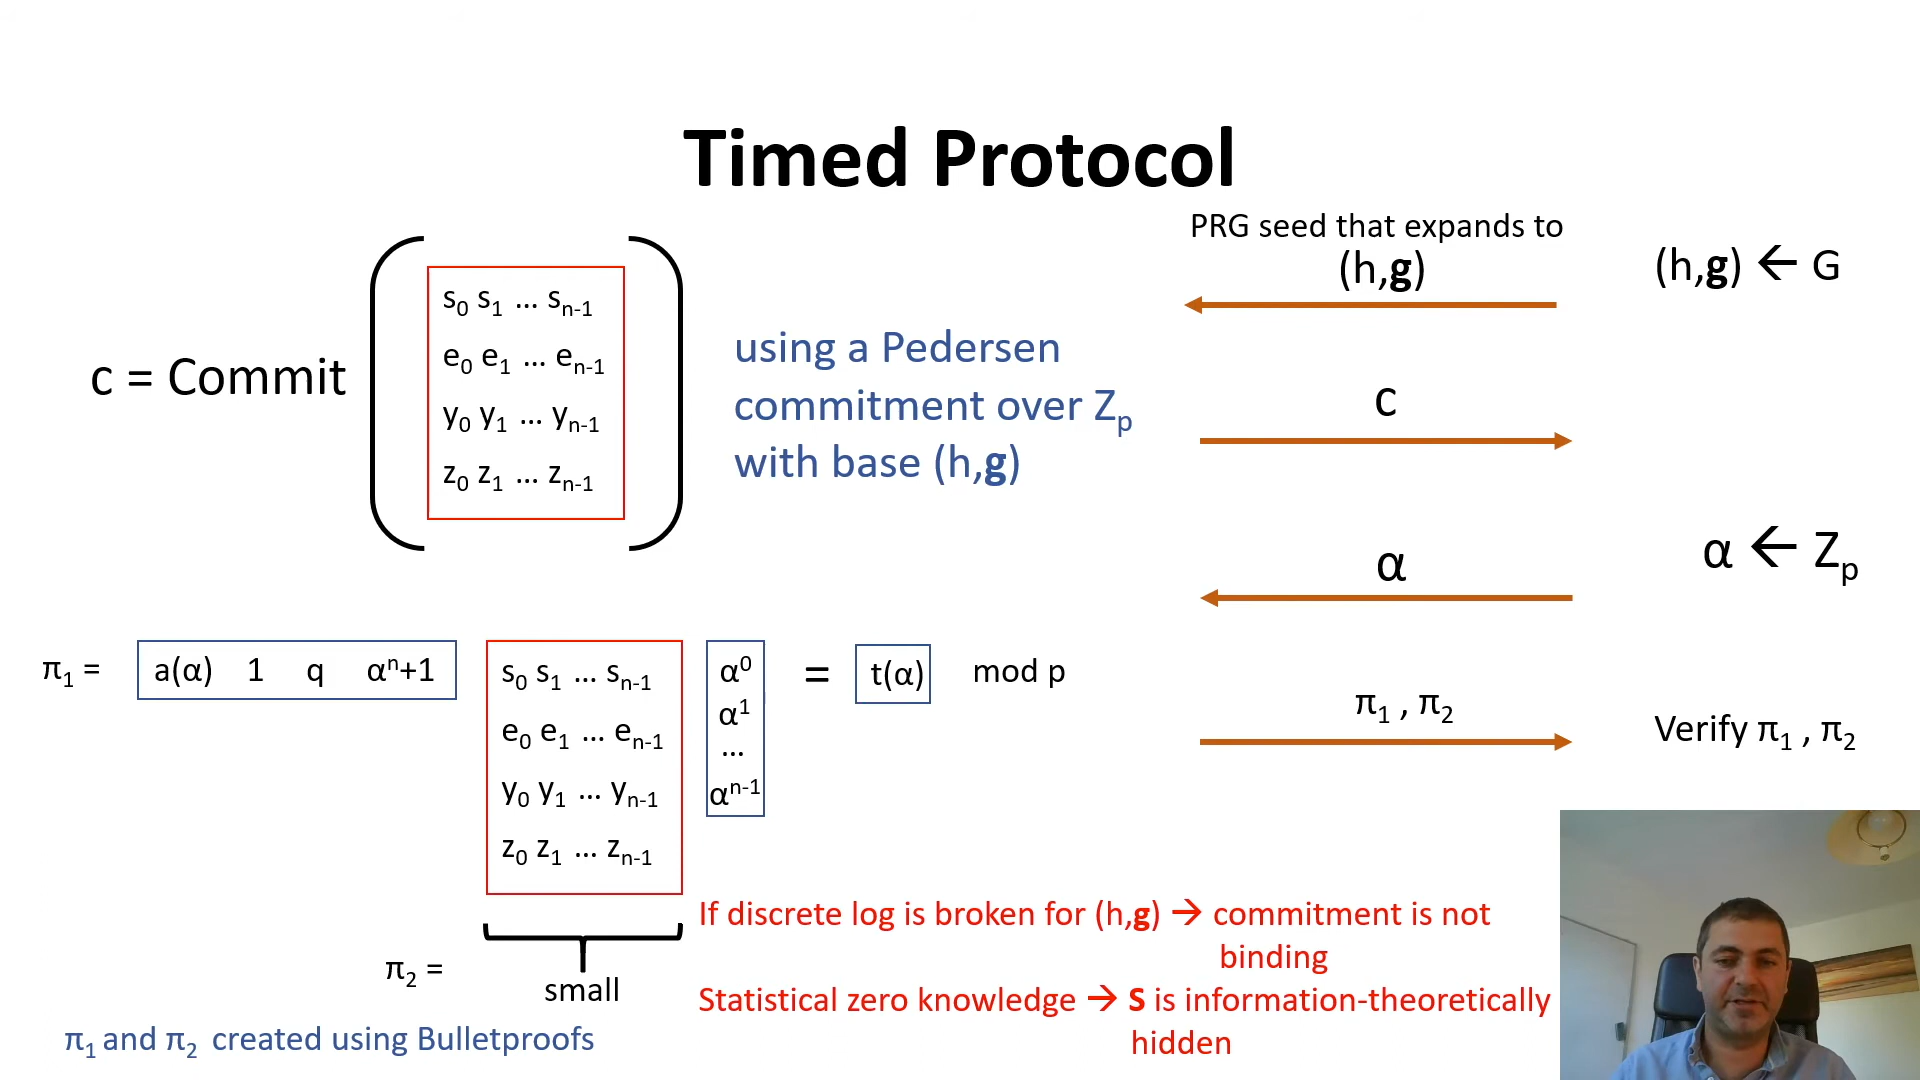 Timed Protocol
PRG seed that expands to
(h,g)
(h,g) ← G
c = Commit
s0 s1 … sn-1
e0 e1 … en-1
y0 y1 … yn-1
z0 z1 … zn-1
using a Pedersen
commitment over Zp
with base (h,g)
c
α
α ← Zp
π1 =
a(α) 1 q αⁿ+1
s0 s1 … sn-1
e0 e1 … en-1
y0 y1 … yn-1
z0 z1 … zn-1
α⁰
α¹
…
αⁿ⁻¹
=
t(α)
mod p
π1 , π2
Verify π1 , π2
π2 =
small
If discrete log is broken for (h,g) → commitment is not
binding
Statistical zero knowledge → S is information-theoretically
hidden
π1 and π2 created using Bulletproofs